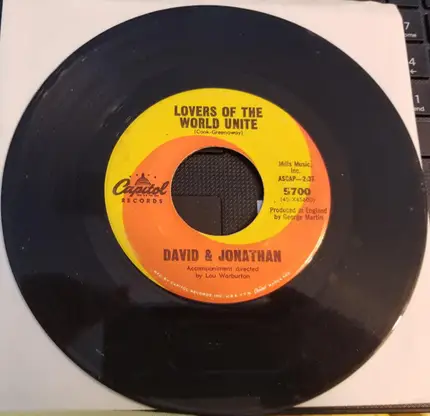 LOVERS OF THE
WORLD UNITE
(Cook-Greenaway)
Mills Music,
Inc.
ASCAP—2:35
5700
Produced in England
by George Martin
Capitol
RECORDS
DAVID & JONATHAN
Accompaniment directed
by Lou Warburton